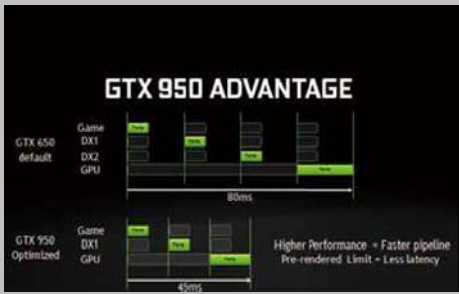 GTX 950 ADVANTAGE
GTX 650
default
Game
DX1
DX2
GPU
80ms
GTX 950
Optimized
Game
DX1
GPU
45ms
Higher Performance = Faster pipeline
Pre-rendered Limit = Less latency